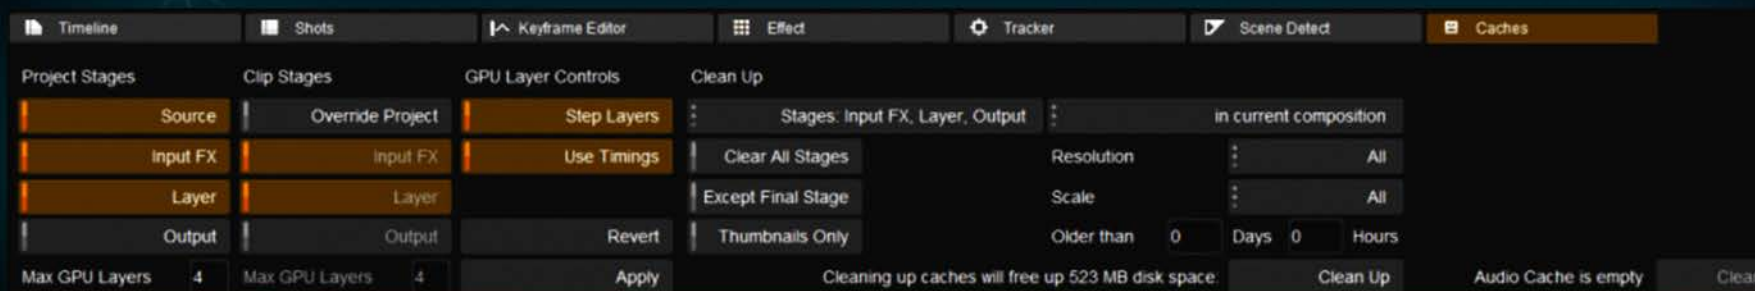 Timeline Shots Keyframe Editor Effect Tracker Scene Detect Caches
Project Stages Clip Stages GPU Layer Controls Clean Up
Source Override Project Step Layers Stages: Input FX, Layer, Output in current composition
Input FX Input FX Use Timings Clear All Stages Resolution All
Layer Layer Except Final Stage Scale All
Output Output Revert Thumbnails Only Older than 0 Days 0 Hours
Max GPU Layers 4 Max GPU Layers 4 Apply Cleaning up caches will free up 523 MB disk space. Clean Up Audio Cache is empty